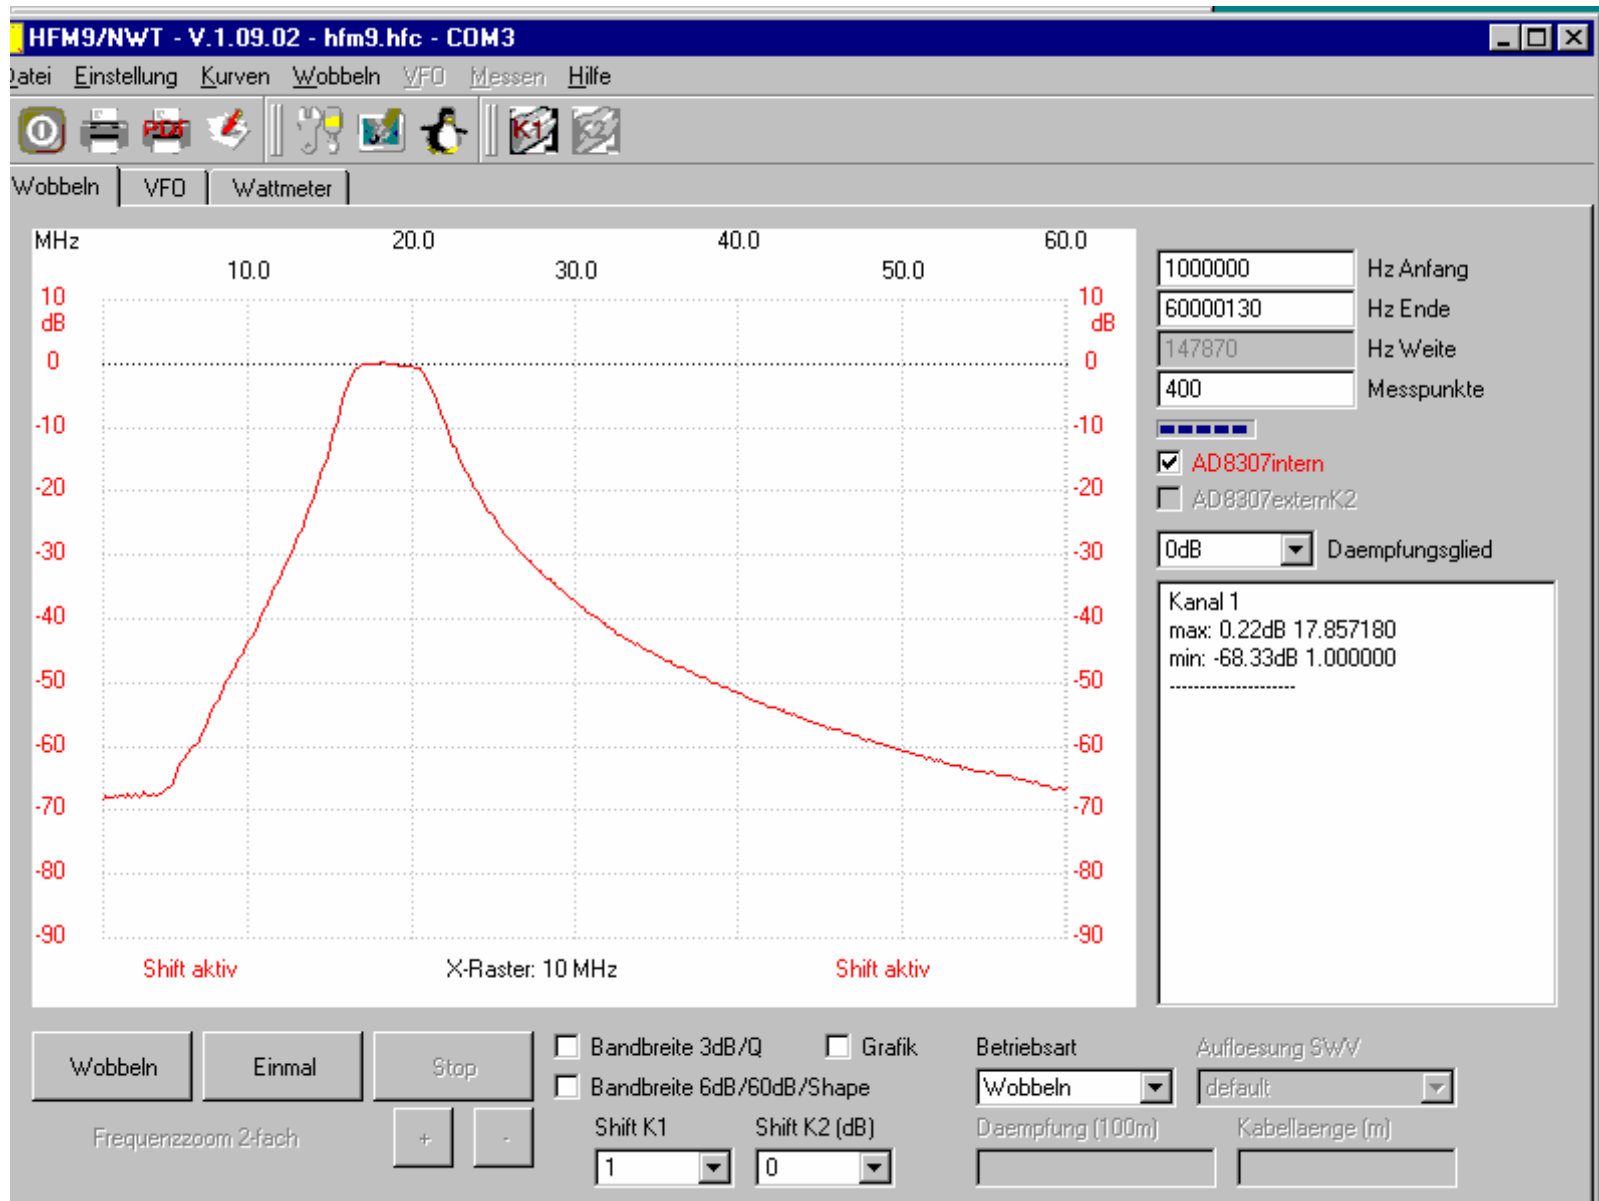 HFM9/NWT - V.1.09.02 - hfm9.hfc - COM3
Datei Einstellung Kurven Wobbeln VFO Messen Hilfe
PDF K1 K2
Wobbeln VFO Wattmeter
MHz 20.0 40.0 60.0
10.0 30.0 50.0
10 10
dB dB
0 0
-10 -10
-20 -20
-30 -30
-40 -40
-50 -50
-60 -60
-70 -70
-80 -80
-90 -90
Shift aktiv X-Raster: 10 MHz Shift aktiv
1000000 Hz Anfang
60000130 Hz Ende
147870 Hz Weite
400 Messpunkte
AD8307intern
AD8307externK2
0dB Daempfungsglied
Kanal 1
max: 0.22dB 17.857180
min: -68.33dB 1.000000
---------------------
Wobbeln Einmal Stop
Frequenzzoom 2-fach + -
Bandbreite 3dB/Q Grafik
Bandbreite 6dB/60dB/Shape
Shift K1 Shift K2 (dB)
1 0
Betriebsart Aufloesung SWV
Wobbeln default
Daempfung (100m) Kabellaenge (m)